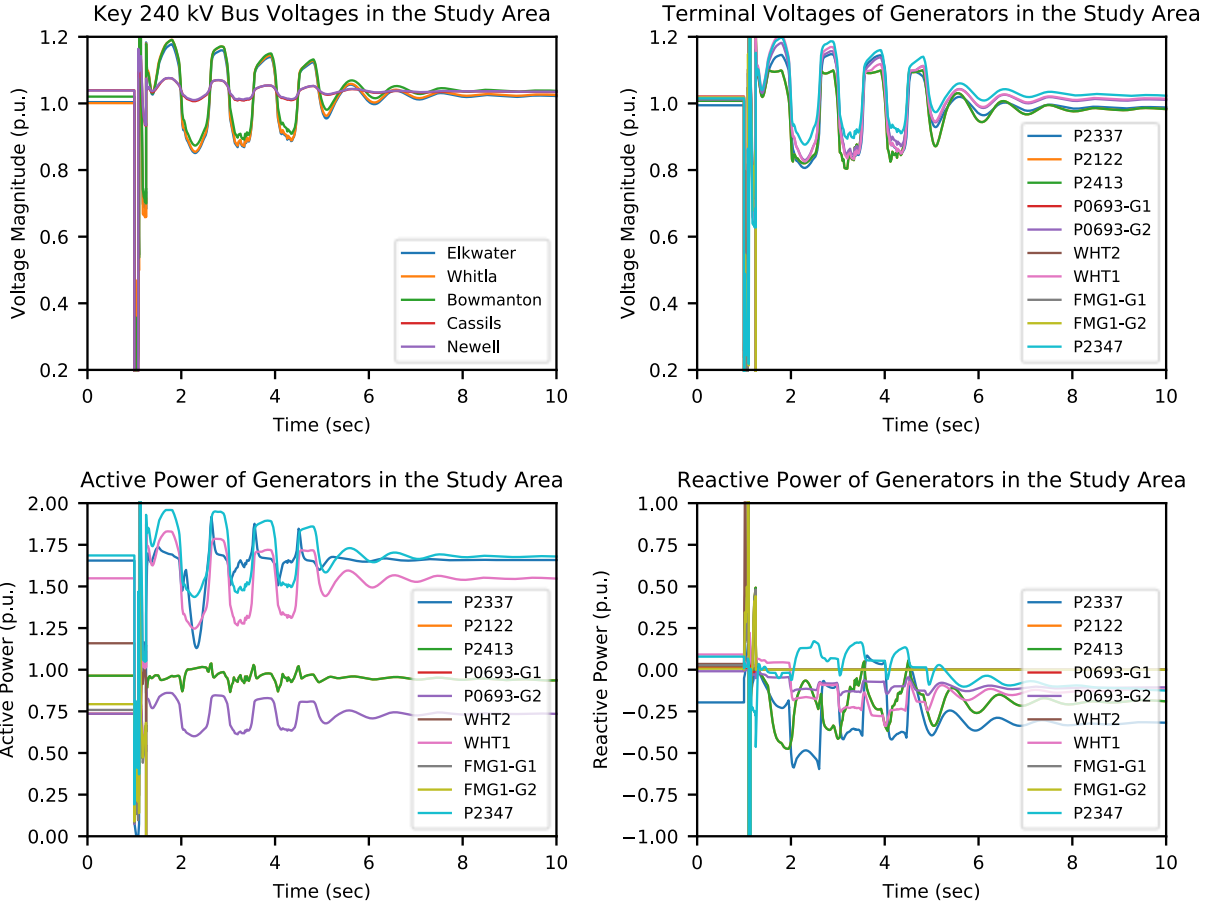 Key 240 kV Bus Voltages in the Study Area
1.2
1.0
0.8
0.6
0.4
0.2
Voltage Magnitude (p.u.)
Elkwater
Whitla
Bowmanton
Cassils
Newell
0 2 4 6 8 10
Time (sec)
Terminal Voltages of Generators in the Study Area
1.2
1.0
0.8
0.6
0.4
0.2
Voltage Magnitude (p.u.)
P2337
P2122
P2413
P0693-G1
P0693-G2
WHT2
WHT1
FMG1-G1
FMG1-G2
P2347
0 2 4 6 8 10
Time (sec)
Active Power of Generators in the Study Area
2.00
1.75
1.50
1.25
1.00
0.75
0.50
0.25
0.00
Active Power (p.u.)
P2337
P2122
P2413
P0693-G1
P0693-G2
WHT2
WHT1
FMG1-G1
FMG1-G2
P2347
0 2 4 6 8 10
Time (sec)
Reactive Power of Generators in the Study Area
1.00
0.75
0.50
0.25
0.00
−0.25
−0.50
−0.75
−1.00
Reactive Power (p.u.)
P2337
P2122
P2413
P0693-G1
P0693-G2
WHT2
WHT1
FMG1-G1
FMG1-G2
P2347
0 2 4 6 8 10
Time (sec)